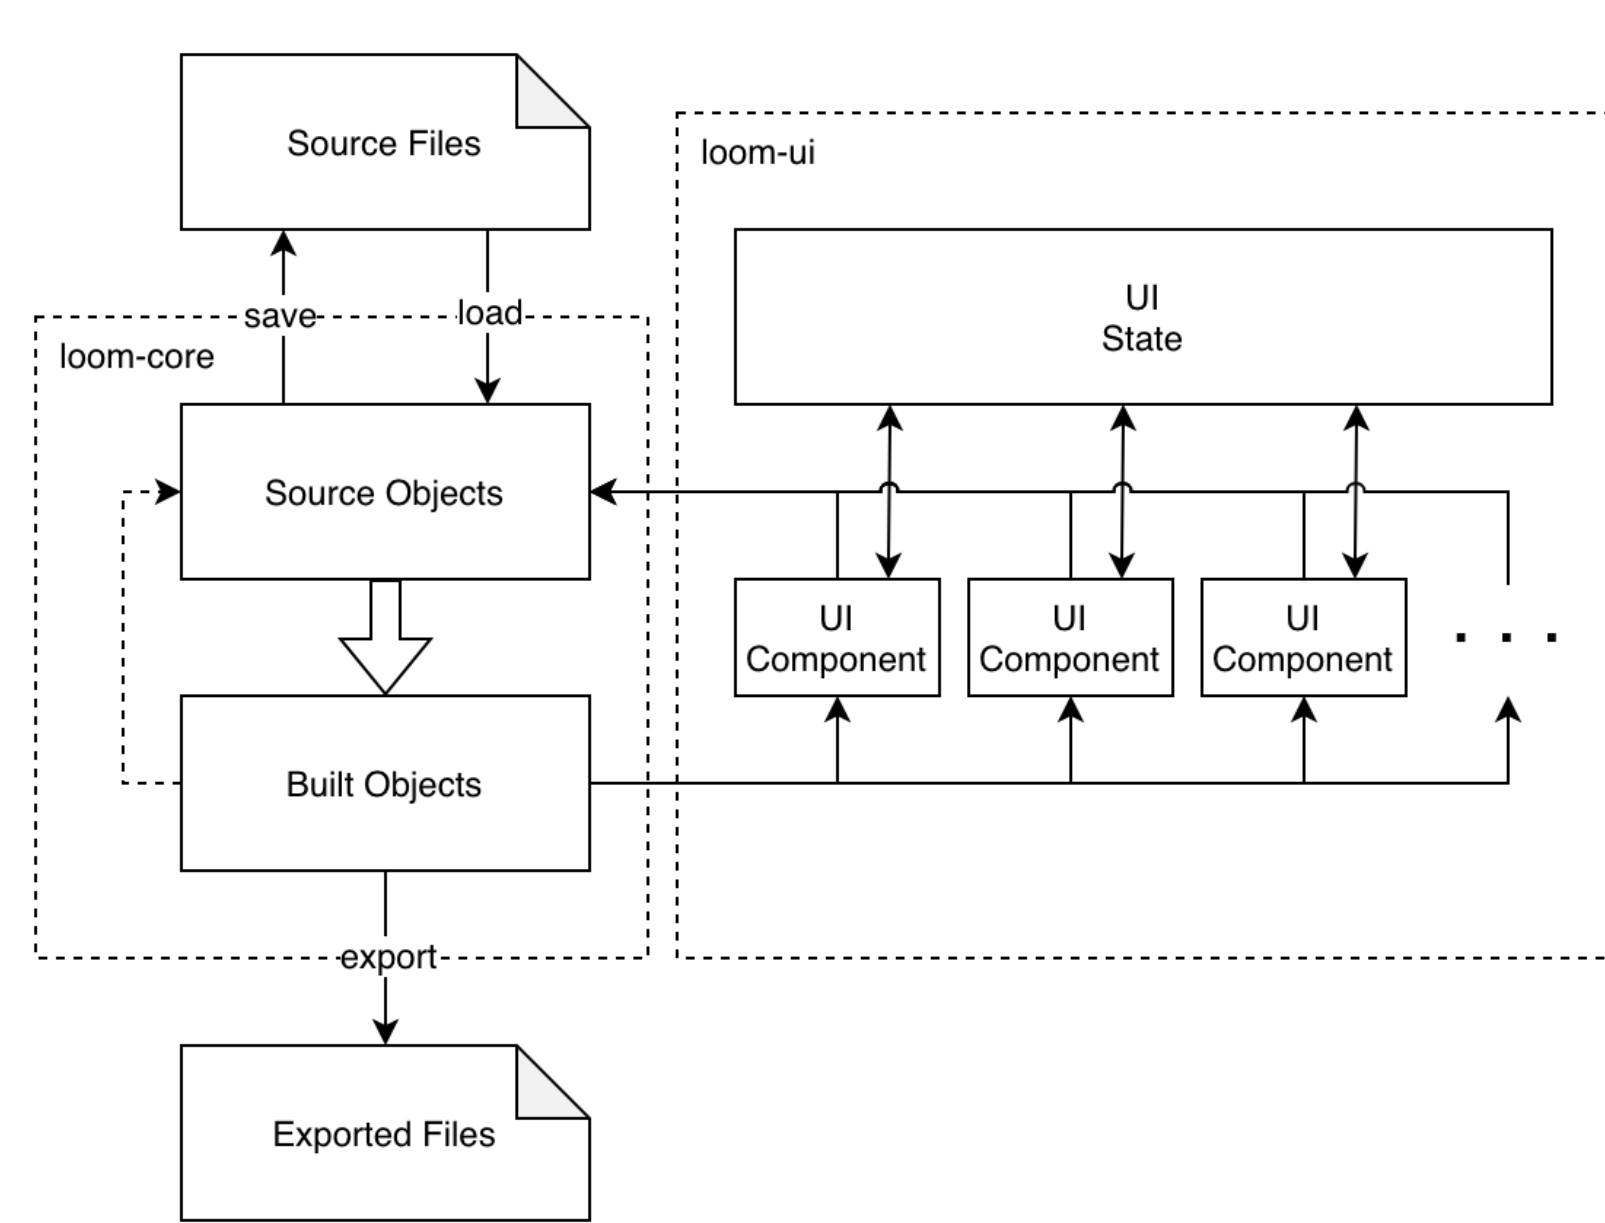 Source Files
loom-ui
UI
State
save
load
loom-core
Source Objects
UI
Component
UI
Component
UI
Component
. . .
Built Objects
export
Exported Files